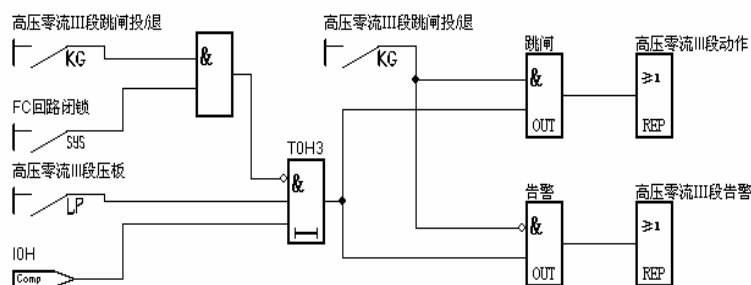 高压零流III段跳闸投/退
高压零流III段跳闸投/退
KG
&
KG
跳闸
高压零流III段动作
&
≥1
OUT
REP
FC回路闭锁
SYS
T0H3
高压零流III段压板
&
LP
告警
高压零流III段告警
&
≥1
I0H
Comp
OUT
REP